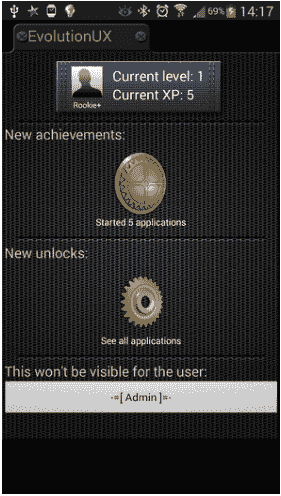 69% 14:17
EvolutionUX
Current level: 1
Current XP: 5
Rookie+
New achievements:
Started 5 applications
New unlocks:
See all applications
This won't be visible for the user:
-=[ Admin ]=-